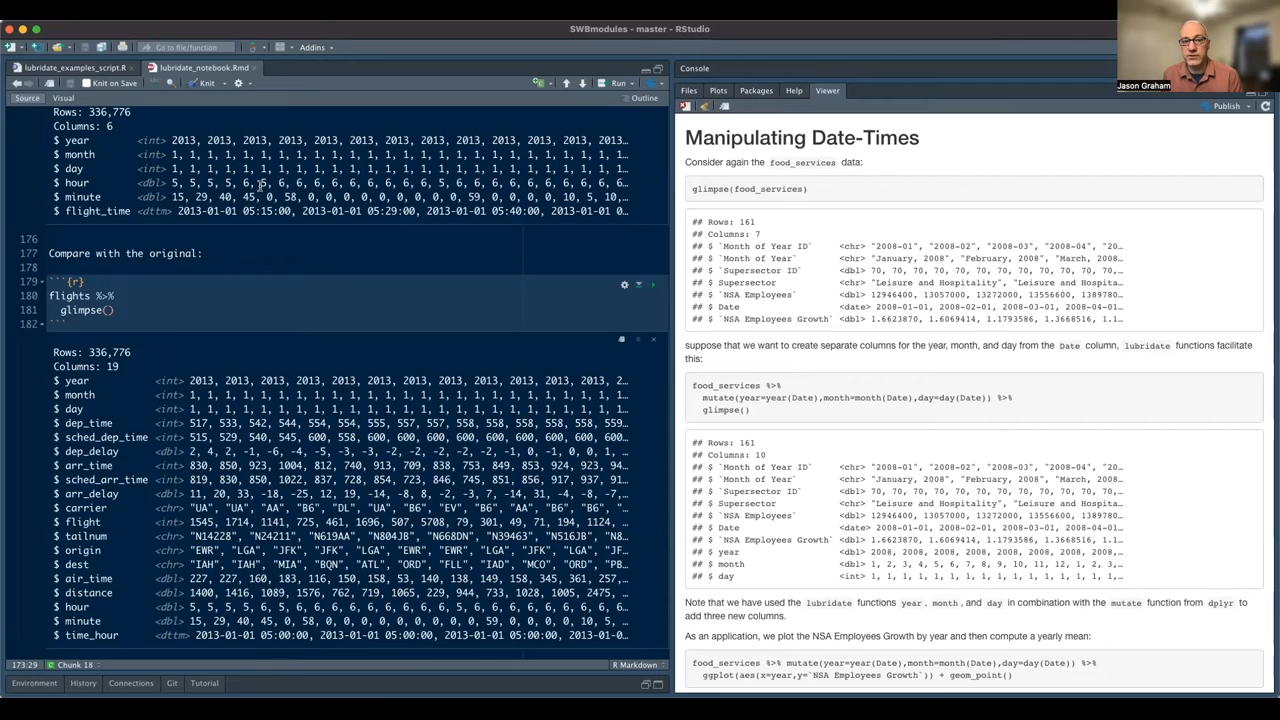 SWBmodules - master - RStudio
Go to file/function
Addins
lubridate_examples_script.R
lubridate_notebook.Rmd
Knit on Save
Knit
Run
Source
Visual
Outline
Rows: 336,776
Columns: 6
$ year <int> 2013, 2013, 2013, 2013, 2013, 2013, 2013, 2013, 2013, 2013, 2013, 2013, 2013…
$ month <int> 1, 1, 1, 1, 1, 1, 1, 1, 1, 1, 1, 1, 1, 1, 1, 1, 1, 1, 1, 1, 1, 1, 1, 1, 1…
$ day <int> 1, 1, 1, 1, 1, 1, 1, 1, 1, 1, 1, 1, 1, 1, 1, 1, 1, 1, 1, 1, 1, 1, 1, 1, 1…
$ hour <dbl> 5, 5, 5, 5, 6, 5, 6, 6, 6, 6, 6, 6, 6, 6, 6, 5, 6, 6, 6, 6, 6, 6, 6, 6, 6…
$ minute <dbl> 15, 29, 40, 45, 0, 58, 0, 0, 0, 0, 0, 0, 0, 0, 0, 59, 0, 0, 0, 0, 10, 5, 10,…
$ flight_time <dttm> 2013-01-01 05:15:00, 2013-01-01 05:29:00, 2013-01-01 05:40:00, 2013-01-01 0…
176
177 Compare with the original:
178
179 ```{r}
180 flights %>%
181 glimpse()
182 ```
Rows: 336,776
Columns: 19
$ year <int> 2013, 2013, 2013, 2013, 2013, 2013, 2013, 2013, 2013, 2013, 2013, 2013, 2…
$ month <int> 1, 1, 1, 1, 1, 1, 1, 1, 1, 1, 1, 1, 1, 1, 1, 1, 1, 1, 1, 1, 1, 1, 1, 1, 1…
$ day <int> 1, 1, 1, 1, 1, 1, 1, 1, 1, 1, 1, 1, 1, 1, 1, 1, 1, 1, 1, 1, 1, 1, 1, 1, 1…
$ dep_time <int> 517, 533, 542, 544, 554, 554, 555, 557, 557, 558, 558, 558, 558, 558, 559…
$ sched_dep_time <int> 515, 529, 540, 545, 600, 558, 600, 600, 600, 600, 600, 600, 600, 600, 600…
$ dep_delay <dbl> 2, 4, 2, -1, -6, -4, -5, -3, -3, -2, -2, -2, -2, -2, -1, 0, -1, 0, 0, 1,…
$ arr_time <int> 830, 850, 923, 1004, 812, 740, 913, 709, 838, 753, 849, 853, 924, 923, 94…
$ sched_arr_time <int> 819, 830, 850, 1022, 837, 728, 854, 723, 846, 745, 851, 856, 917, 937, 91…
$ arr_delay <dbl> 11, 20, 33, -18, -25, 12, 19, -14, -8, 8, -2, -3, 7, -14, 31, -4, -8, -7,…
$ carrier <chr> "UA", "UA", "AA", "B6", "DL", "UA", "B6", "EV", "B6", "AA", "B6", "B6", "…
$ flight <int> 1545, 1714, 1141, 725, 461, 1696, 507, 5708, 79, 301, 49, 71, 194, 1124, …
$ tailnum <chr> "N14228", "N24211", "N619AA", "N804JB", "N668DN", "N39463", "N516JB", "N8…
$ origin <chr> "EWR", "LGA", "JFK", "JFK", "LGA", "EWR", "EWR", "LGA", "JFK", "LGA", "JF…
$ dest <chr> "IAH", "IAH", "MIA", "BQN", "ATL", "ORD", "FLL", "IAD", "MCO", "ORD", "PB…
$ air_time <dbl> 227, 227, 160, 183, 116, 150, 158, 53, 140, 138, 149, 158, 345, 361, 257,…
$ distance <dbl> 1400, 1416, 1089, 1576, 762, 719, 1065, 229, 944, 733, 1028, 1005, 2475, …
$ hour <dbl> 5, 5, 5, 5, 6, 5, 6, 6, 6, 6, 6, 6, 6, 6, 6, 5, 6, 6, 6, 6, 6, 6, 6, 6, 6…
$ minute <dbl> 15, 29, 40, 45, 0, 58, 0, 0, 0, 0, 0, 0, 0, 0, 0, 59, 0, 0, 0, 0, 10, 5, …
$ time_hour <dttm> 2013-01-01 05:00:00, 2013-01-01 05:00:00, 2013-01-01 05:00:00, 2013-01-0…
173:29
Chunk 18
R Markdown
Environment
History
Connections
Git
Tutorial
Jason Graham
Console
Files
Plots
Packages
Help
Viewer
Publish
Manipulating Date-Times
Consider again the food_services data:
glimpse(food_services)
## Rows: 161
## Columns: 7
## $ `Month of Year ID` <chr> "2008-01", "2008-02", "2008-03", "2008-04", "20…
## $ `Month of Year` <chr> "January, 2008", "February, 2008", "March, 2008…
## $ `Supersector ID` <dbl> 70, 70, 70, 70, 70, 70, 70, 70, 70, 70, 70, 70,…
## $ Supersector <chr> "Leisure and Hospitality", "Leisure and Hospita…
## $ `NSA Employees` <dbl> 12946400, 13057000, 13272000, 13556600, 1389780…
## $ Date <date> 2008-01-01, 2008-02-01, 2008-03-01, 2008-04-01…
## $ `NSA Employees Growth` <dbl> 1.6623870, 1.6069414, 1.1793586, 1.3668516, 1.1…
suppose that we want to create separate columns for the year, month, and day from the Date column, lubridate functions facilitate
this:
food_services %>%
mutate(year=year(Date),month=month(Date),day=day(Date)) %>%
glimpse()
## Rows: 161
## Columns: 10
## $ `Month of Year ID` <chr> "2008-01", "2008-02", "2008-03", "2008-04", "20…
## $ `Month of Year` <chr> "January, 2008", "February, 2008", "March, 2008…
## $ `Supersector ID` <dbl> 70, 70, 70, 70, 70, 70, 70, 70, 70, 70, 70, 70,…
## $ Supersector <chr> "Leisure and Hospitality", "Leisure and Hospita…
## $ `NSA Employees` <dbl> 12946400, 13057000, 13272000, 13556600, 1389780…
## $ Date <date> 2008-01-01, 2008-02-01, 2008-03-01, 2008-04-01…
## $ `NSA Employees Growth` <dbl> 1.6623870, 1.6069414, 1.1793586, 1.3668516, 1.1…
## $ year <dbl> 2008, 2008, 2008, 2008, 2008, 2008, 2008, 2008,…
## $ month <dbl> 1, 2, 3, 4, 5, 6, 7, 8, 9, 10, 11, 12, 1, 2, 3,…
## $ day <int> 1, 1, 1, 1, 1, 1, 1, 1, 1, 1, 1, 1, 1, 1, 1, 1,…
Note that we have used the lubridate functions year, month, and day in combination with the mutate function from dplyr to
add three new columns.
As an application, we plot the NSA Employees Growth by year and then compute a yearly mean:
food_services %>% mutate(year=year(Date),month=month(Date),day=day(Date)) %>%
ggplot(aes(x=year,y=`NSA Employees Growth`)) + geom_point()